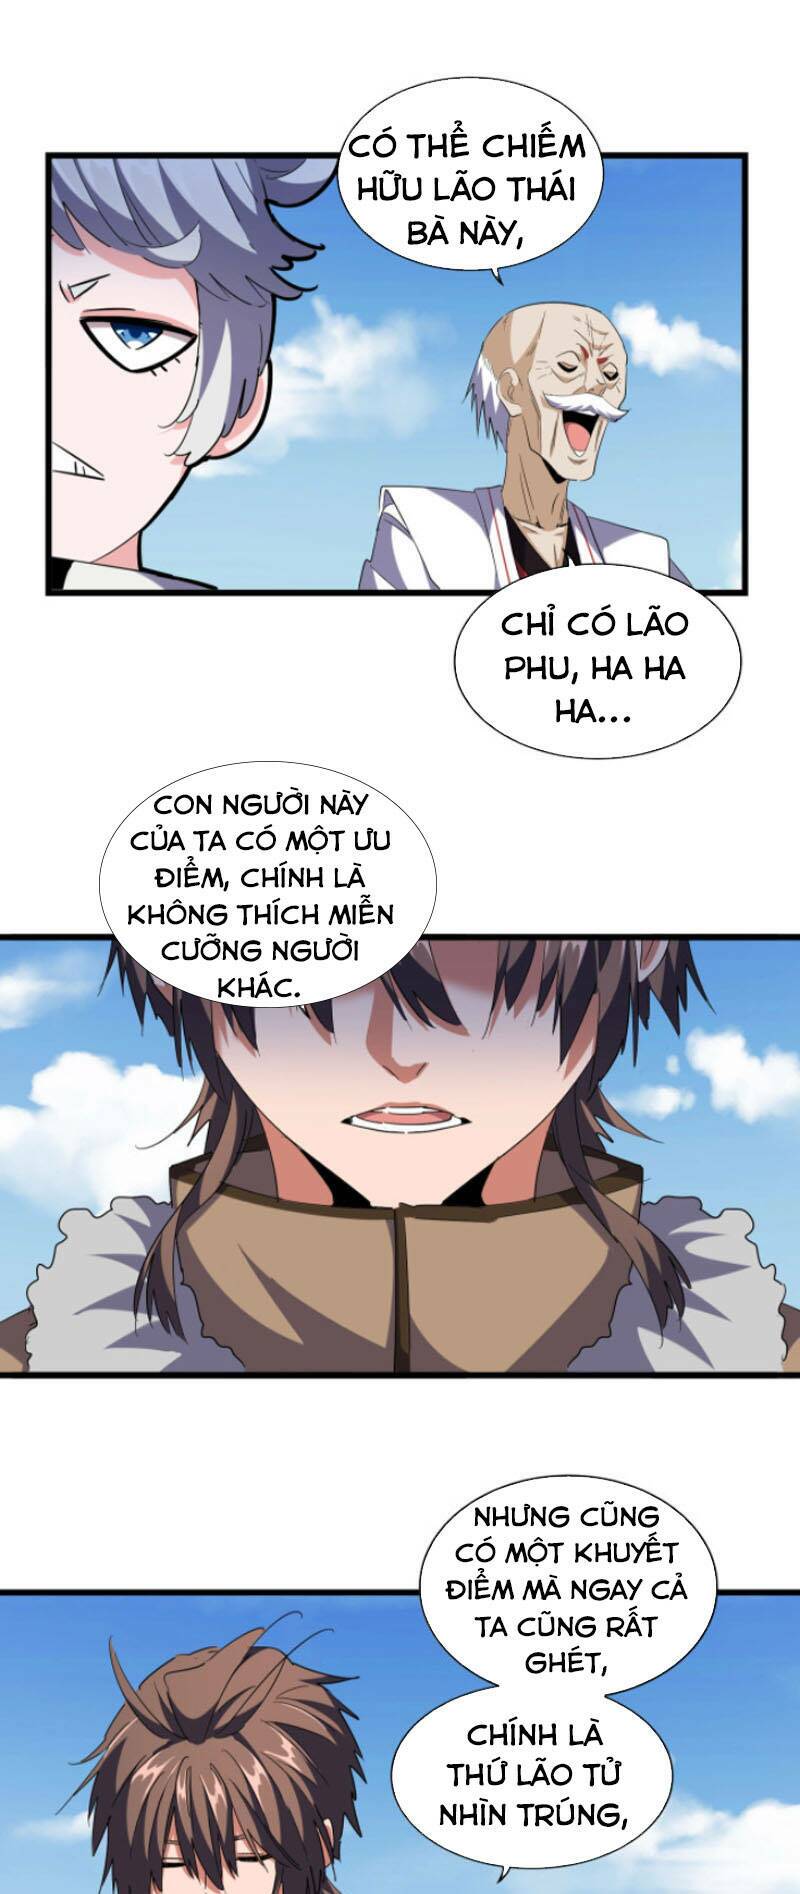 CÓ THỂ CHIẾM
HỮU LÃO THÁI
BÀ NÀY,
CHỈ CÓ LÃO
PHU, HA HA
HA...
CON NGƯỜI NÀY
CỦA TA CÓ MỘT ƯU
ĐIỂM, CHÍNH LÀ
KHÔNG THÍCH MIỄN
CƯỠNG NGƯỜI
KHÁC.
NHƯNG CŨNG
CÓ MỘT KHUYẾT
ĐIỂM MÀ NGAY CẢ
TA CŨNG RẤT
GHÉT,
CHÍNH LÀ
THỨ LÃO TỬ
NHÌN TRÚNG,